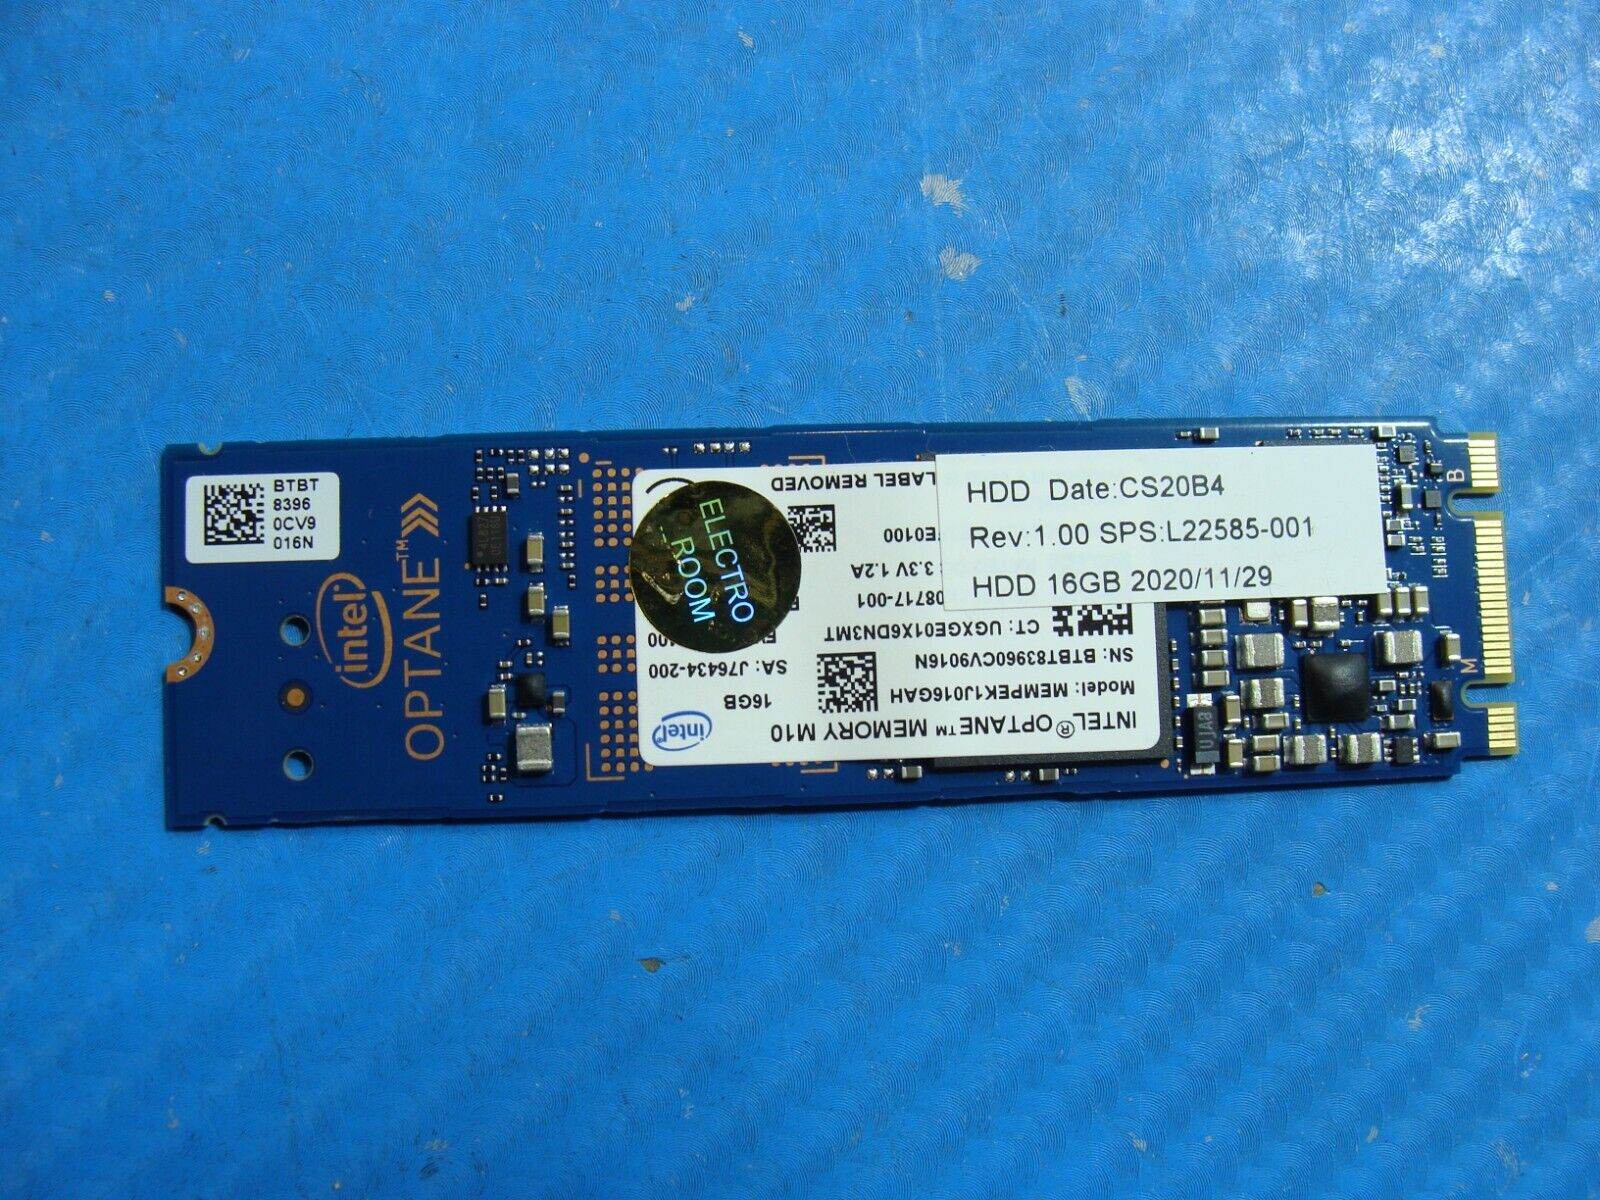 BTBT
8396
0CV9
016N
intel
OPTANE™
ELECTRO
ROOM
HDD Date:CS20B4
Rev:1.00 SPS:L22585-001
HDD 16GB 2020/11/29
INTEL® OPTANE™ MEMORY M10
intel
Model: MEMPEK1J016GAH
16GB
SN: BTBT83960CV9016N
SA: J76434-200
CT: UGXGE01X6DN3MT
08717-001
3.3V 1.2A
E0100
LABEL REMOVED
B
M